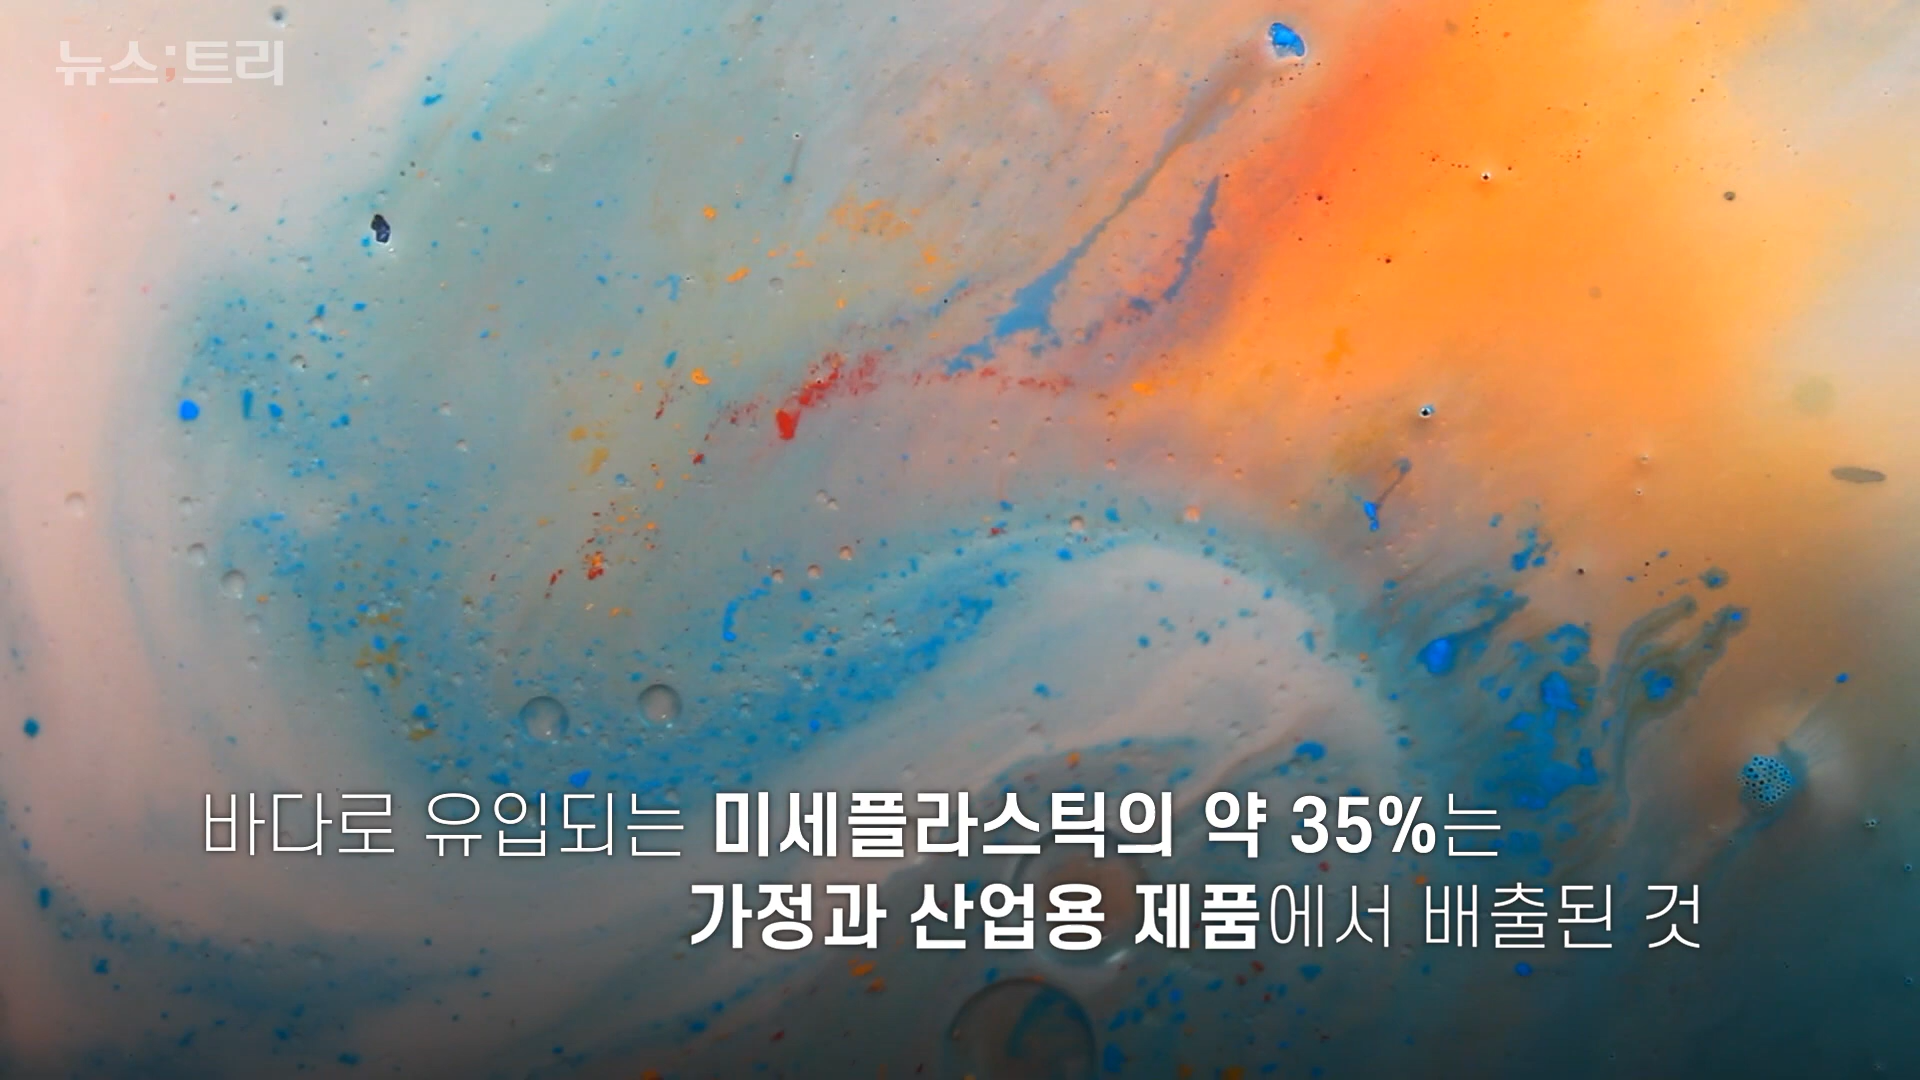 뉴스;트리
바다로 유입되는 미세플라스틱의 약 35%는
가정과 산업용 제품에서 배출된 것